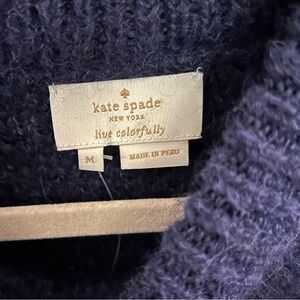 kate spade
NEW YORK
live colorfully
M
MADE IN PERU